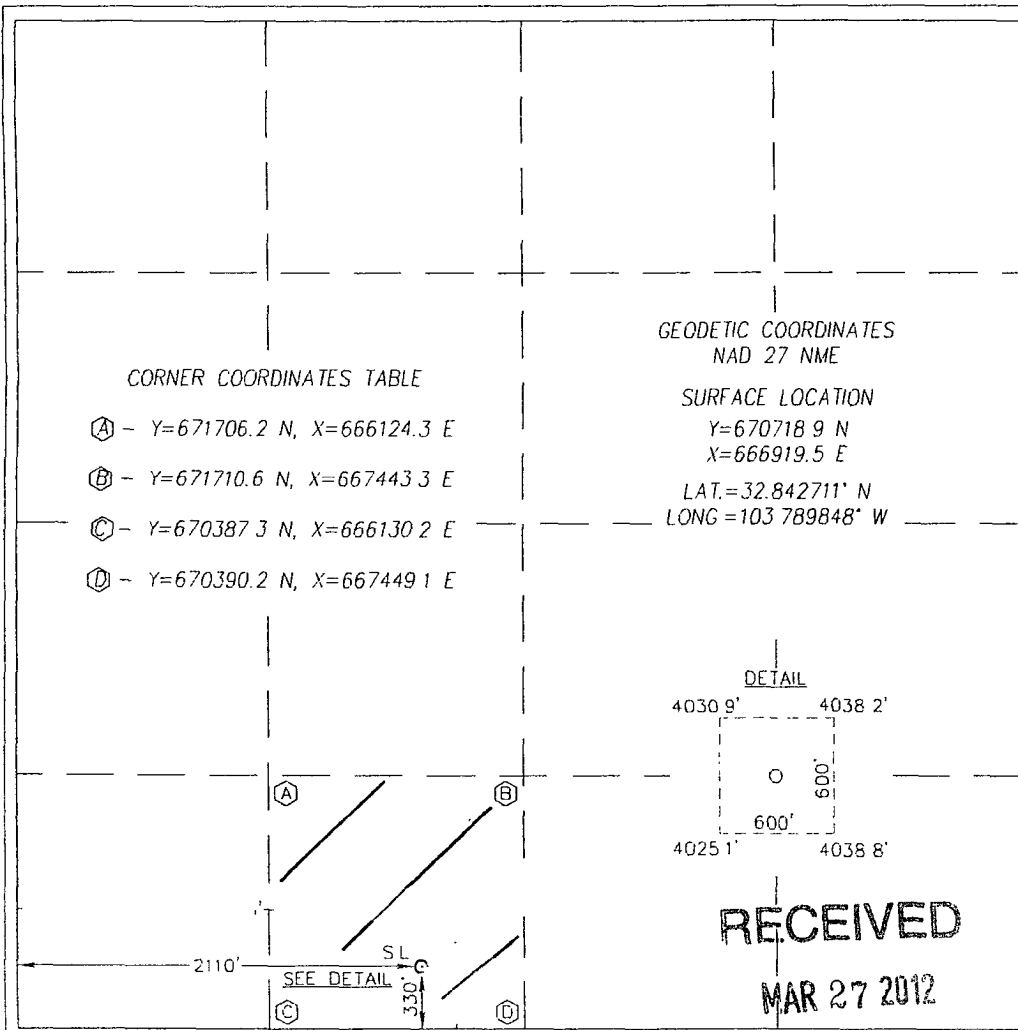 CORNER COORDINATES TABLE
A - Y=671706.2 N, X=666124.3 E
B - Y=671710.6 N, X=667443 3 E
C - Y=670387 3 N, X=666130 2 E
D - Y=670390.2 N, X=667449 1 E
GEODETIC COORDINATES
NAD 27 NME
SURFACE LOCATION
Y=670718 9 N
X=666919.5 E
LAT.=32.842711° N
LONG =103 789848° W
DETAIL
4030 9' 4038 2'
600'
600'
4025 1' 4038 8'
A B
2110' S L
SEE DETAIL
330'
C D
RECEIVED
MAR 27 2012